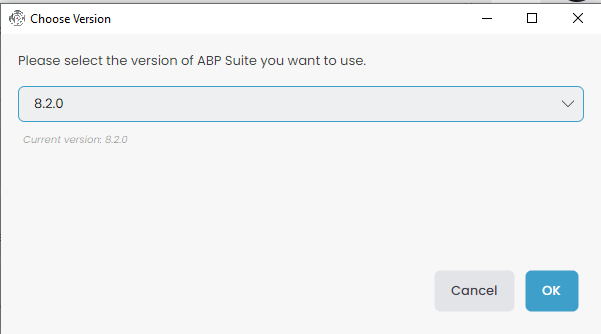 Choose Version
Please select the version of ABP Suite you want to use.
8.2.0
Current version: 8.2.0
Cancel
OK